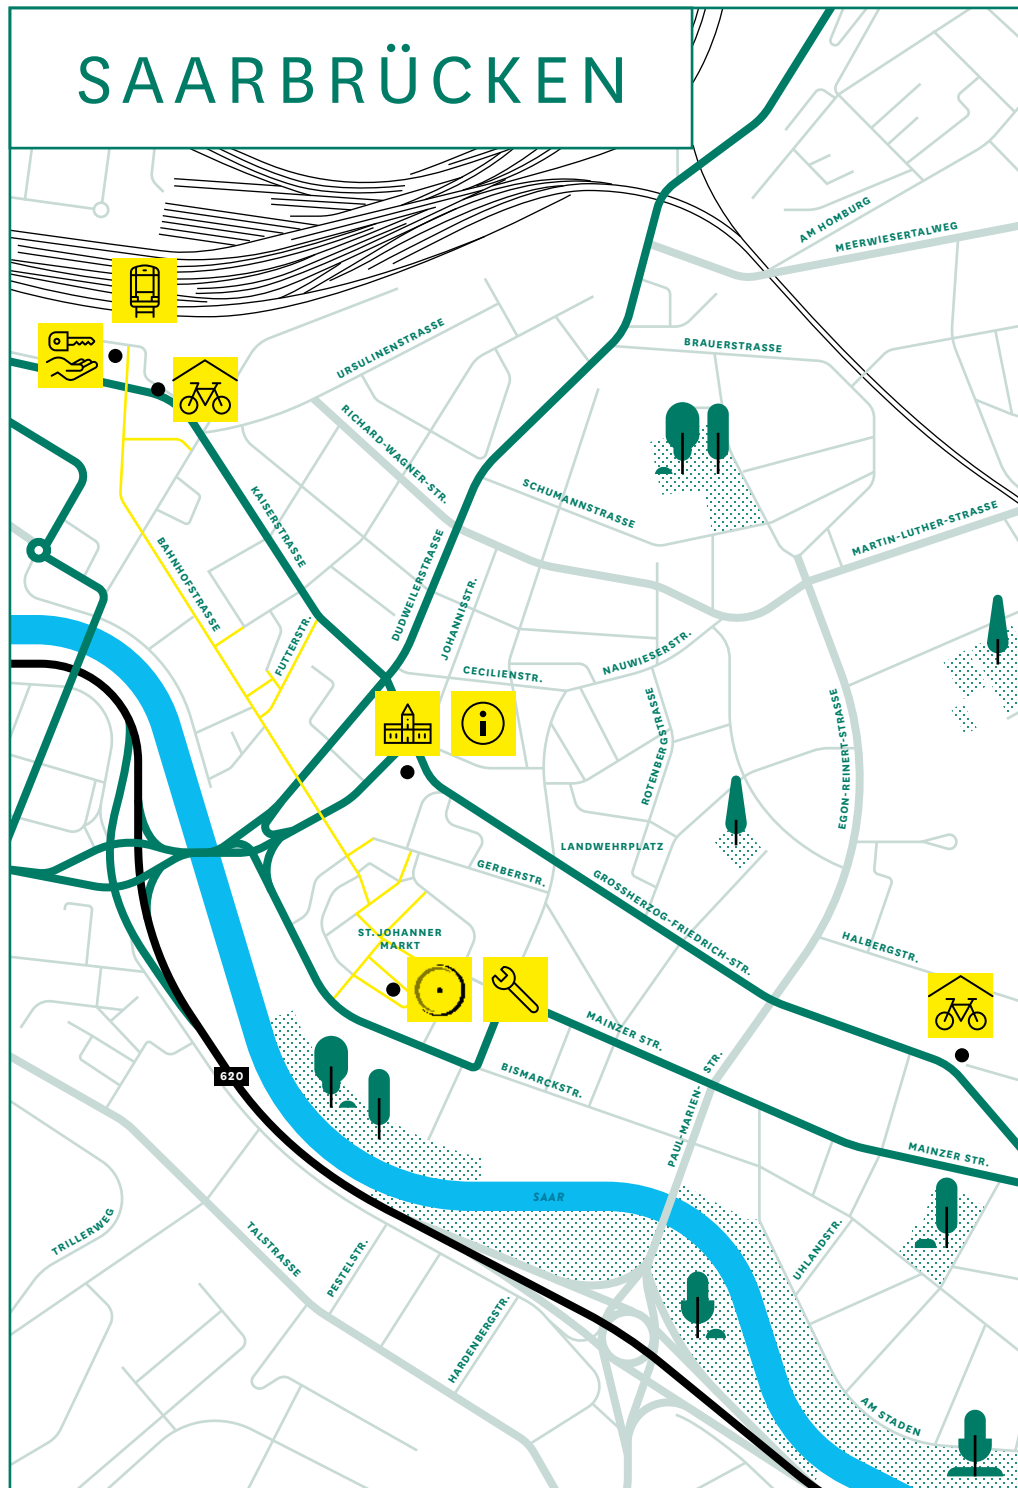 SAARBRÜCKEN
AM HOMBURG
MEERWIESERTALWEG
URSULINENSTRASSE
BRAUERSTRASSE
RICHARD-WAGNER-STR.
SCHUMANNSTRASSE
KAISERSTRASSE
MARTIN-LUTHER-STRASSE
BAHNHOFSTRASSE
DUDWEILERSTRASSE
JOHANNISSTR.
FUTTERSTR.
CECILIENSTR.
NAUWIESERSTR.
ROTENBERGSTRASSE
EGON-REINERT-STRASSE
LANDWEHRPLATZ
GERBERSTR.
GROSSHERZOG-FRIEDRICH-STR.
ST. JOHANNER
MARKT
HALBERGSTR.
MAINZER STR.
BISMARCKSTR.
620
PAUL-MARIEN-STR.
MAINZER STR.
SAAR
TRILLERWEG
TALSTRASSE
PESTELSTR.
UHLANDSTR.
HARDENBERGSTR.
AM STADEN